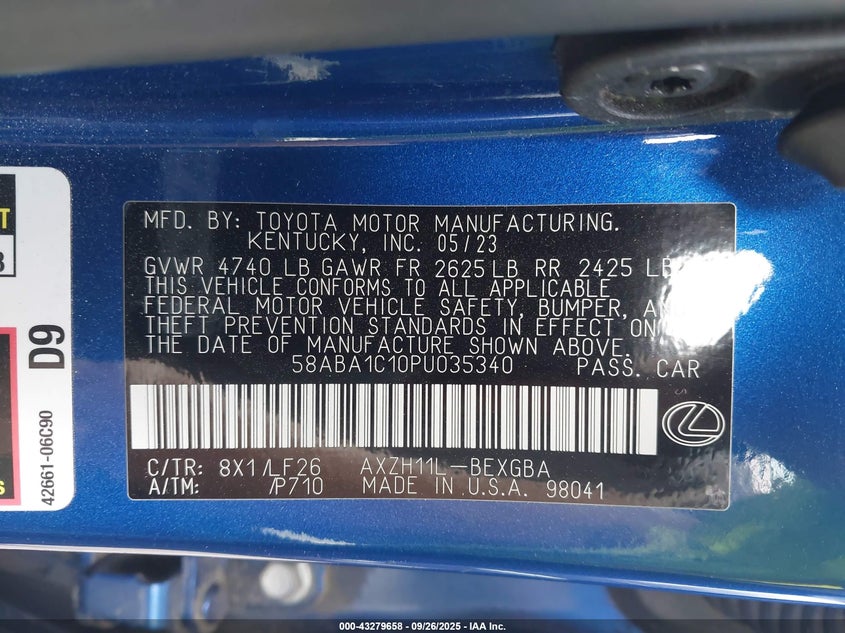 T
3
D9
42661-06C90
S
MFD. BY: TOYOTA MOTOR MANUFACTURING.
KENTUCKY, INC. 05/23
GVWR 4740 LB GAWR FR 2625 LB RR 2425 LB
THIS VEHICLE CONFORMS TO ALL APPLICABLE
FEDERAL MOTOR VEHICLE SAFETY, BUMPER, AND
THEFT PREVENTION STANDARDS IN EFFECT ON
THE DATE OF MANUFACTURE SHOWN ABOVE.
58ABA1C10PU035340 PASS. CAR
C/TR: 8X1/LF26 AXZH11L-BEXGBA
A/TM: /P710 MADE IN U.S.A. 98041
000-43279658 - 09/26/2025 - IAA Inc.